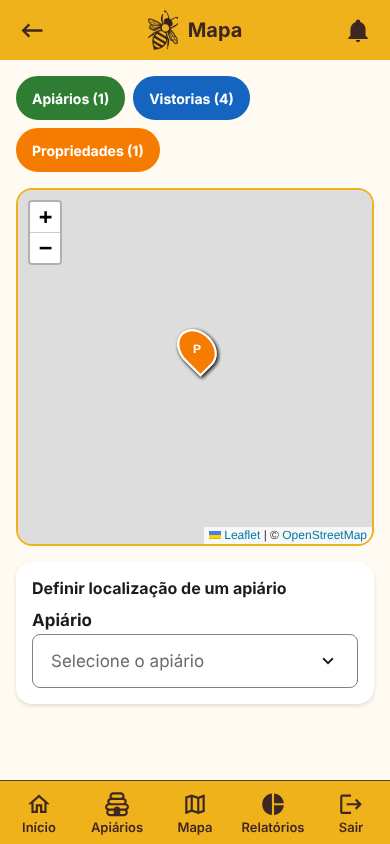 Mapa
Apiários (1)
Vistorias (4)
Propriedades (1)
+
−
P
Leaflet | © OpenStreetMap
Definir localização de um apiário
Apiário
Selecione o apiário
Início
Apiários
Mapa
Relatórios
Sair